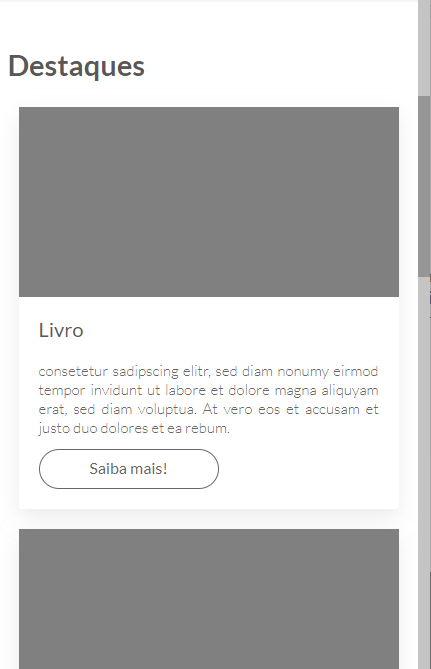 Destaques
Livro
consetetur sadipscing elitr, sed diam nonumy eirmod
tempor invidunt ut labore et dolore magna aliquyam
erat, sed diam voluptua. At vero eos et accusam et
justo duo dolores et ea rebum.
Saiba mais!